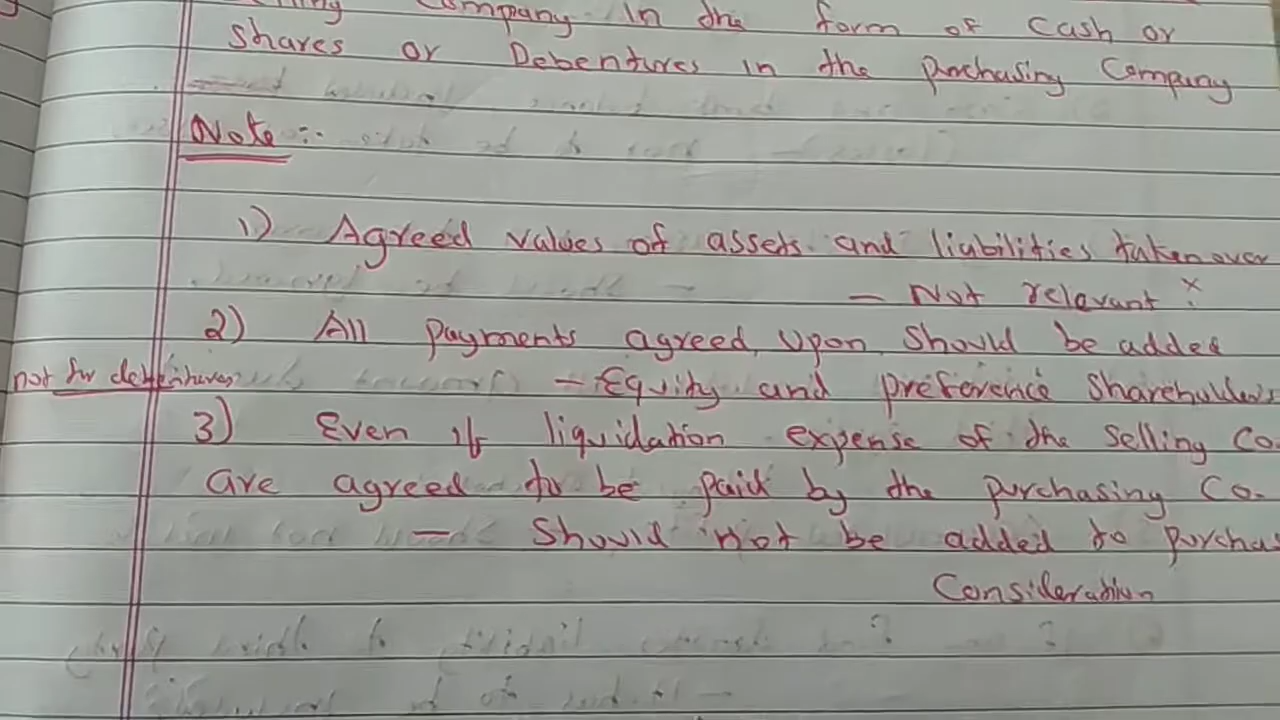 Company in the form of Cash or
Shares or Debentures in the purchasing Company
Note :-
1) Agreed values of assets and liabilities taken over
— Not relevant x
2) All payments agreed upon should be added
not for debentures — Equity and preference Shareholders
3) Even if liquidation expense of the selling Co.
are agreed to be paid by the purchasing Co.
— Should not be added to purcha
Consideration